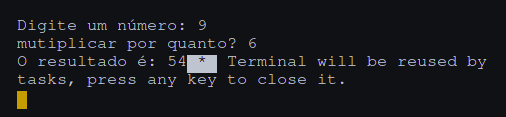 Digite um número: 9
mutiplicar por quanto? 6
O resultado é: 54 * Terminal will be reused by
tasks, press any key to close it.